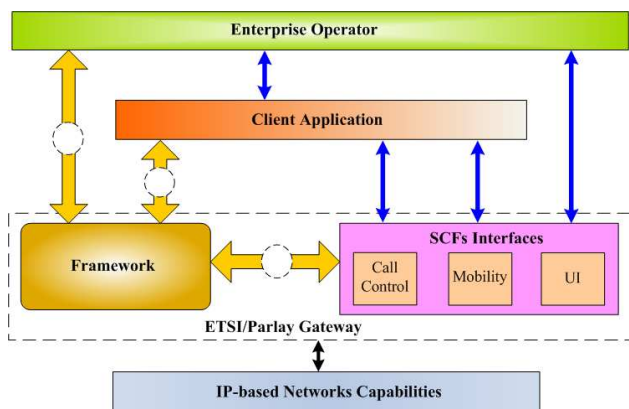 Enterprise Operator
Client Application
SCFs Interfaces
Framework
Call
Control
Mobility
UI
ETSI/Parlay Gateway
IP-based Networks Capabilities